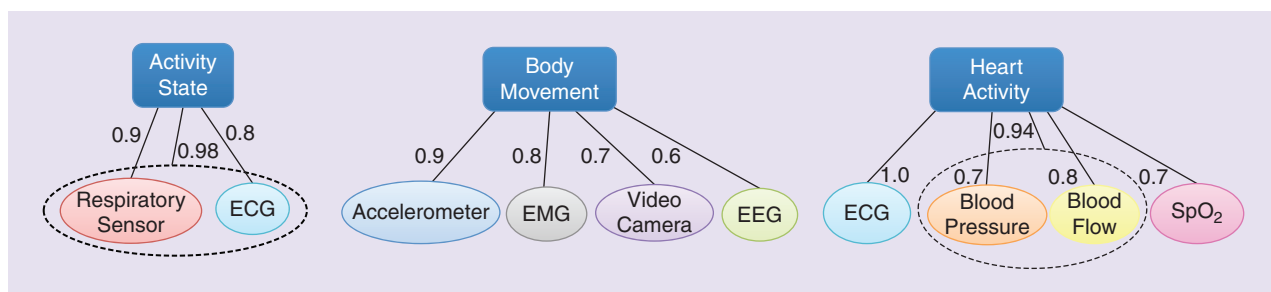 Activity
State
0.9
0.98
0.8
Respiratory
Sensor
ECG
Body
Movement
0.9
0.8
0.7
0.6
Accelerometer
EMG
Video
Camera
EEG
Heart
Activity
0.94
1.0
0.7
0.8
0.7
ECG
Blood
Pressure
Blood
Flow
SpO₂